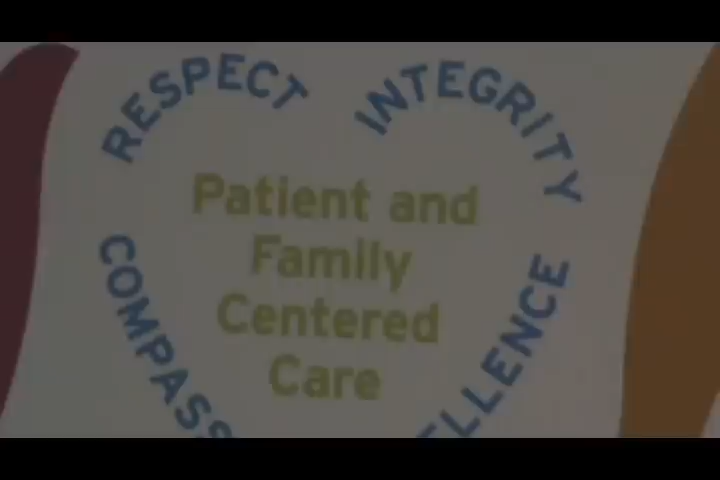 RESPECT
INTEGRITY
Patient and
Family
Centered
Care